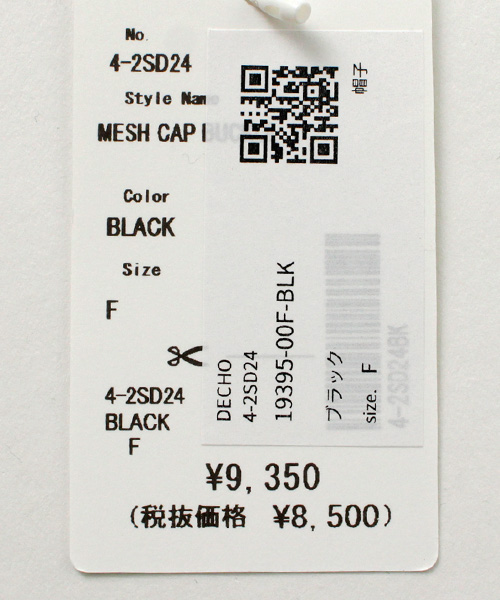 No.
4-2SD24
Style Name
MESH CAP BUC
Color
BLACK
Size
F
4-2SD24
BLACK
F
¥9,350
(税抜価格 ¥8,500)
帽子
DECHO
4-2SD24
19395-00F-BLK
ブラック
size. F
4-2SD24BK